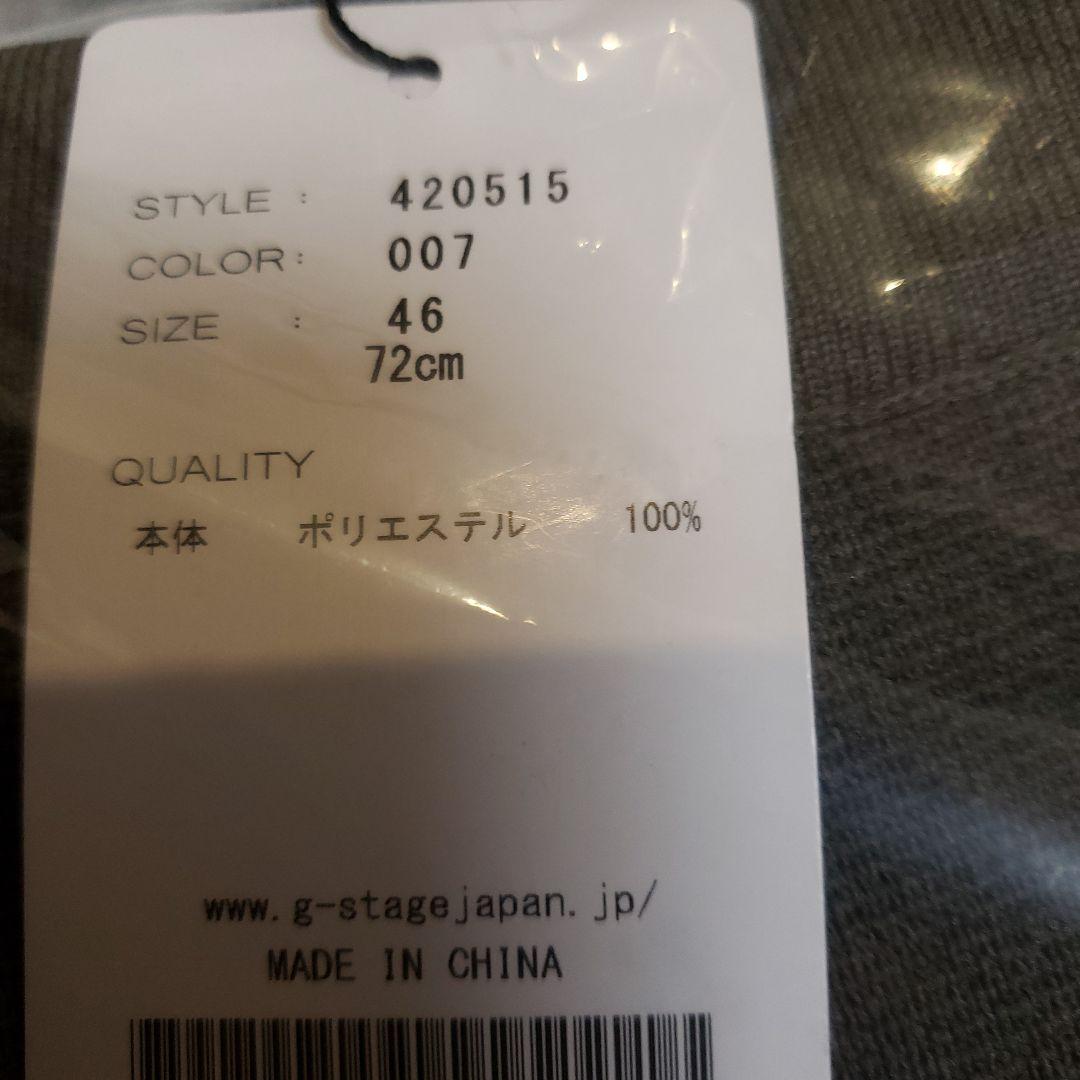 STYLE : 420515
COLOR: 007
SIZE : 46
72cm
QUALITY
本体 ポリエステル 100%
www.g-stagejapan.jp/
MADE IN CHINA